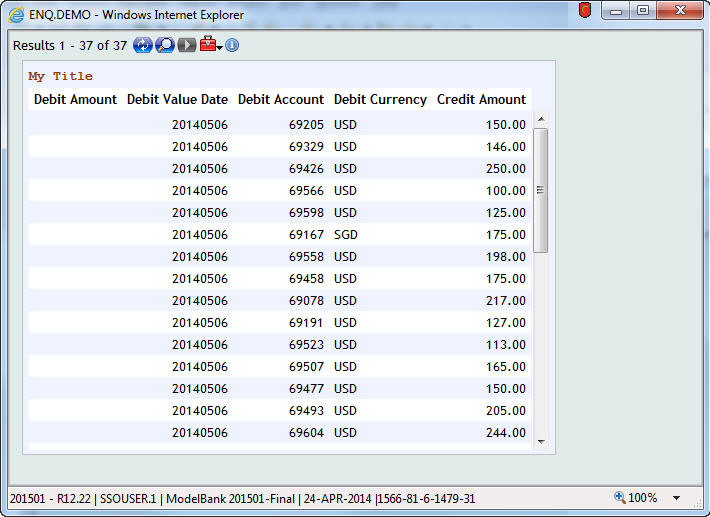 ENQ.DEMO - Windows Internet Explorer
Results 1 - 37 of 37
My Title
Debit Amount Debit Value Date Debit Account Debit Currency Credit Amount
20140506 69205 USD 150.00
20140506 69329 USD 146.00
20140506 69426 USD 250.00
20140506 69566 USD 100.00
20140506 69598 USD 125.00
20140506 69167 SGD 175.00
20140506 69558 USD 198.00
20140506 69458 USD 175.00
20140506 69078 USD 217.00
20140506 69191 USD 127.00
20140506 69523 USD 113.00
20140506 69507 USD 165.00
20140506 69477 USD 150.00
20140506 69493 USD 205.00
20140506 69604 USD 244.00
201501 - R12.22 | SSOUSER.1 | ModelBank 201501-Final | 24-APR-2014 |1566-81-6-1479-31
100%